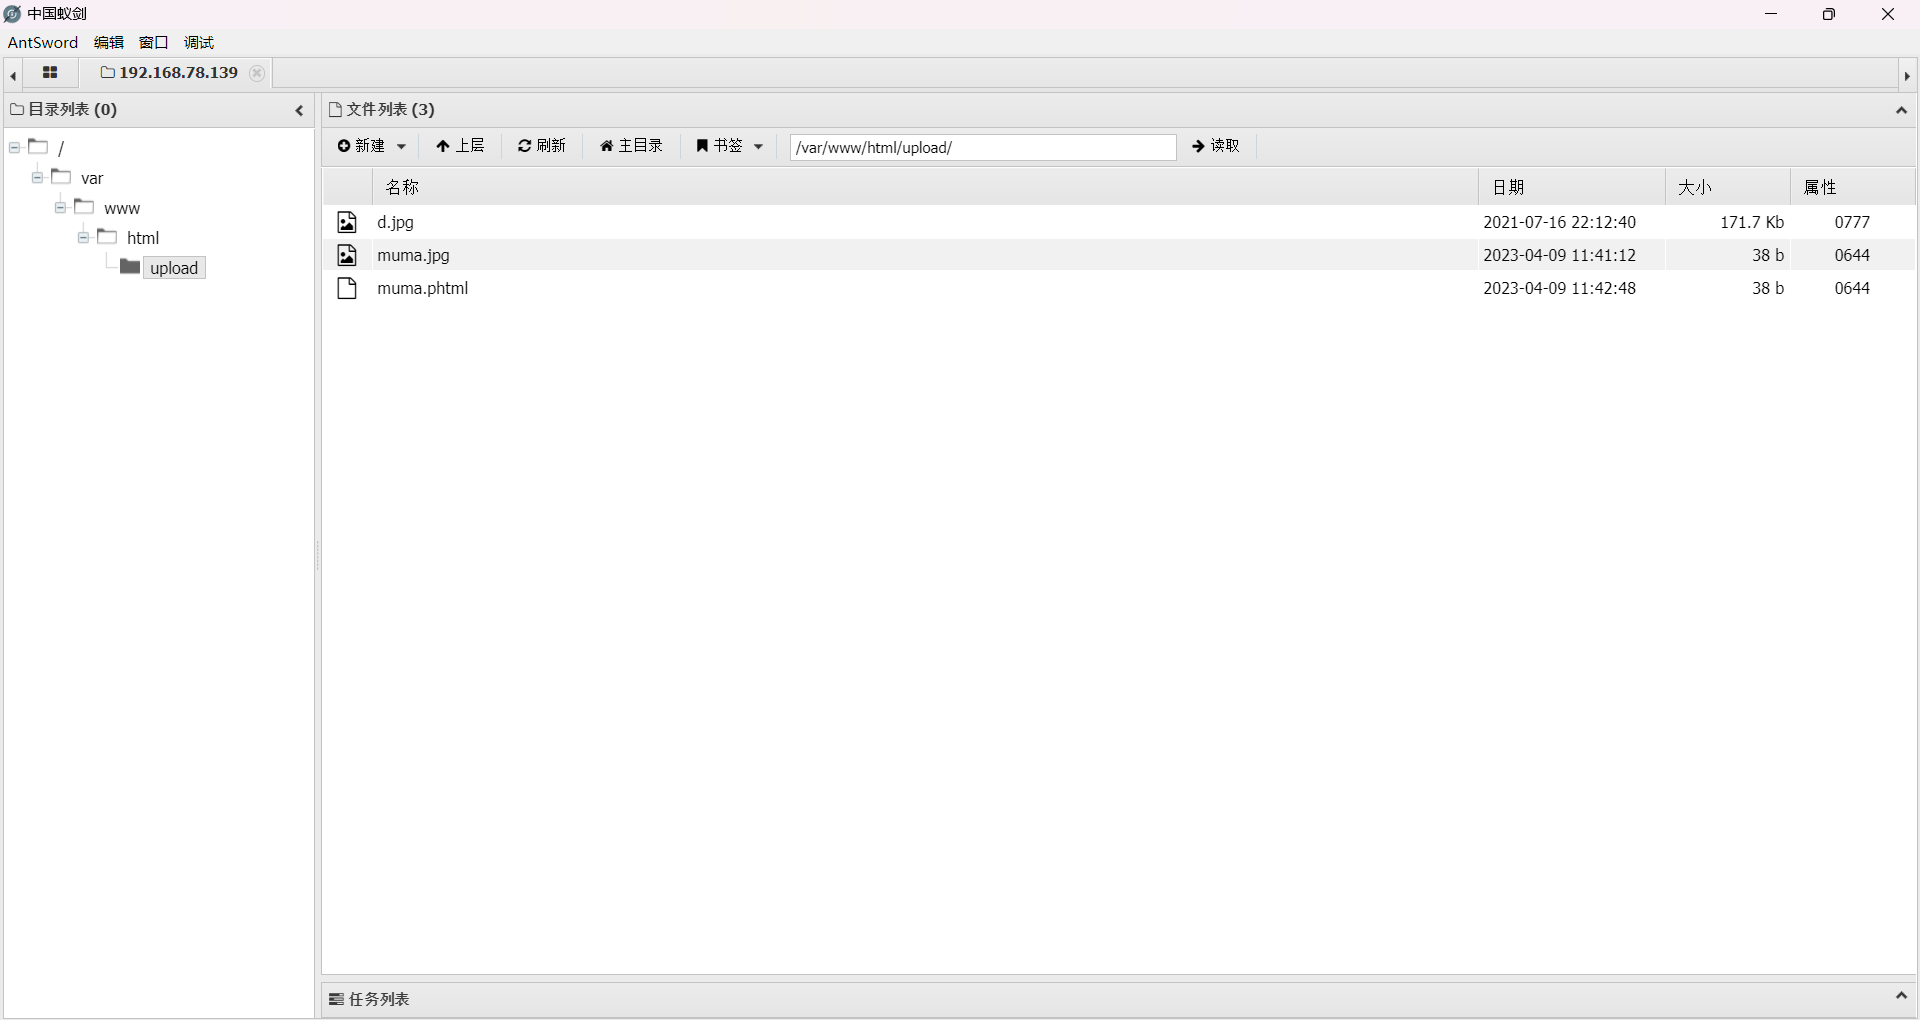 中国蚁剑
AntSword 编辑 窗口 调试
192.168.78.139
目录列表 (0)
/
var
www
html
upload
文件列表 (3)
新建 上层 刷新 主目录 书签 /var/www/html/upload/ 读取
名称 日期 大小 属性
d.jpg 2021-07-16 22:12:40 171.7 Kb 0777
muma.jpg 2023-04-09 11:41:12 38 b 0644
muma.phtml 2023-04-09 11:42:48 38 b 0644
任务列表